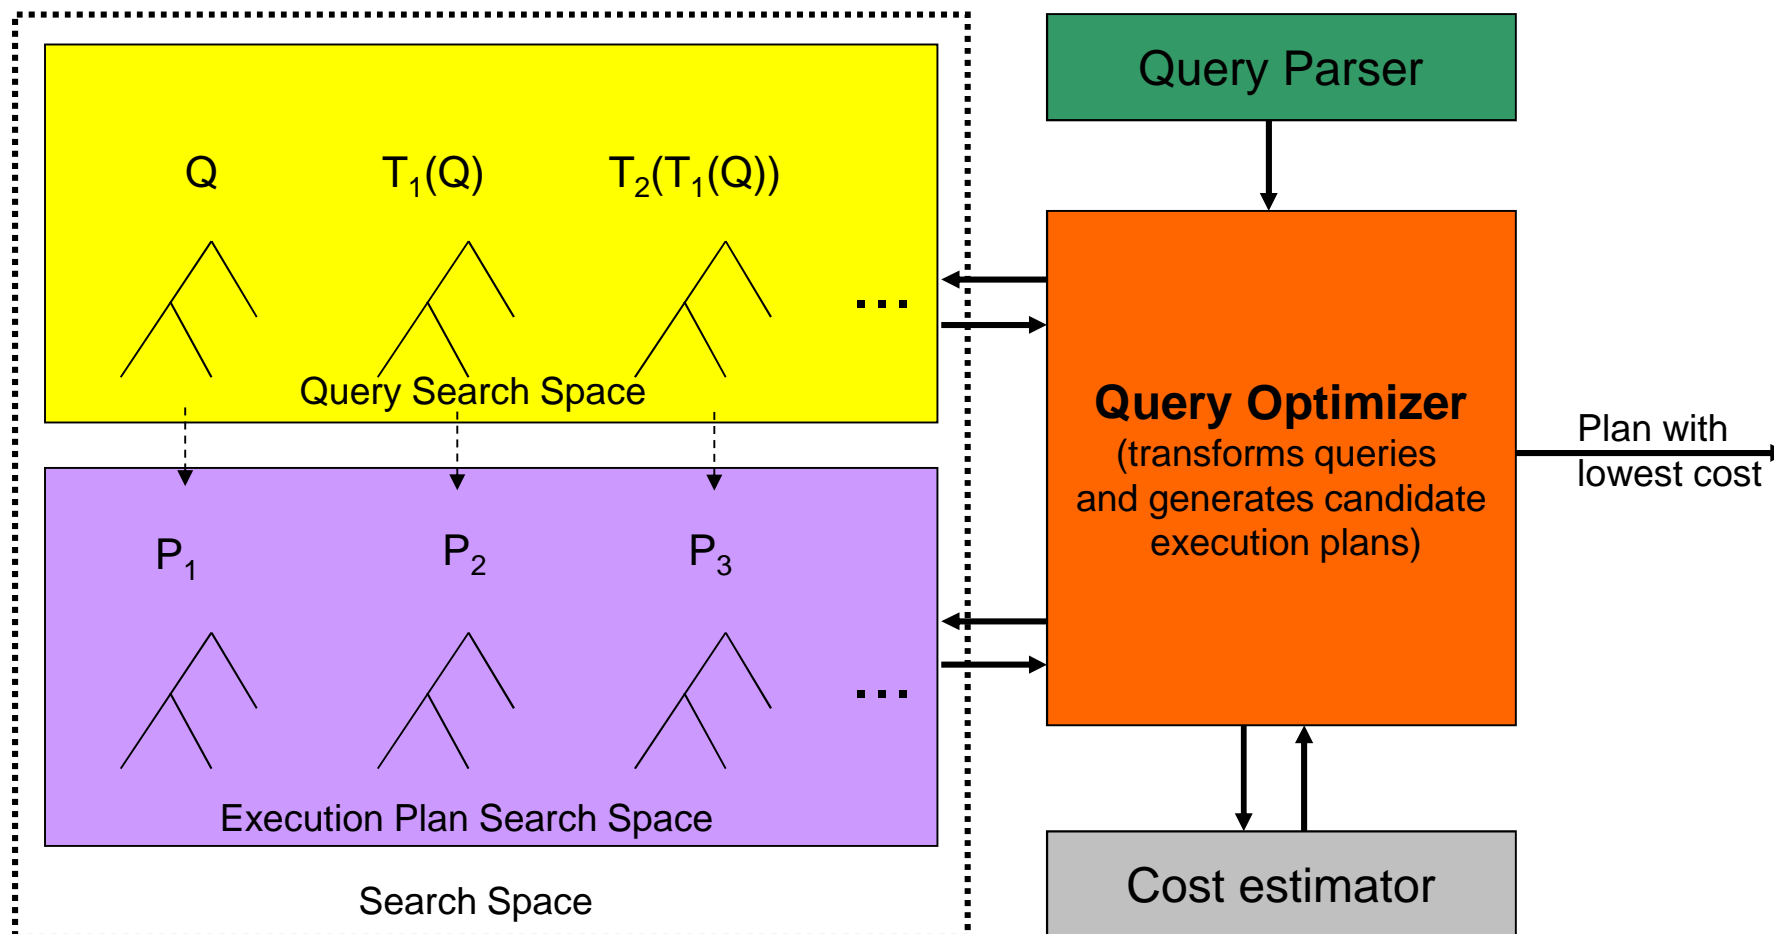 Q
T₁(Q)
T₂(T₁(Q))
...
Query Search Space
P₁
P₂
P₃
...
Execution Plan Search Space
Search Space
Query Parser
Query Optimizer
(transforms queries
and generates candidate
execution plans)
Plan with
lowest cost
Cost estimator